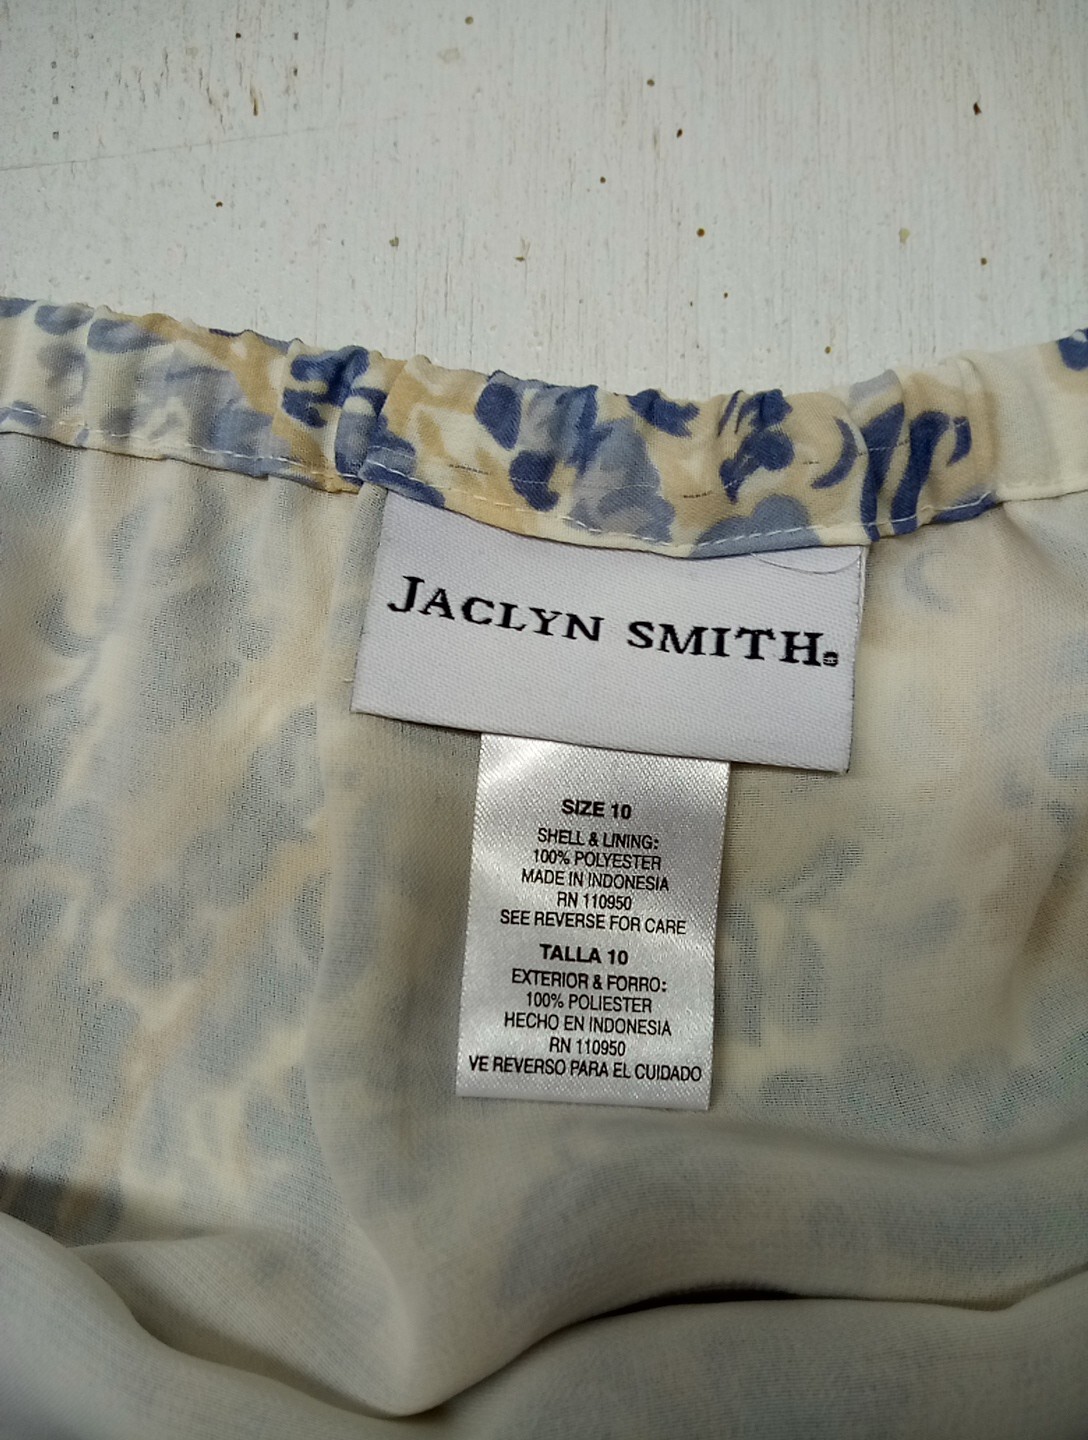 JACLYN SMITH
SIZE 10
SHELL & LINING:
100% POLYESTER
MADE IN INDONESIA
RN 110950
SEE REVERSE FOR CARE
TALLA 10
EXTERIOR & FORRO:
100% POLIESTER
HECHO EN INDONESIA
RN 110950
VE REVERSO PARA EL CUIDADO